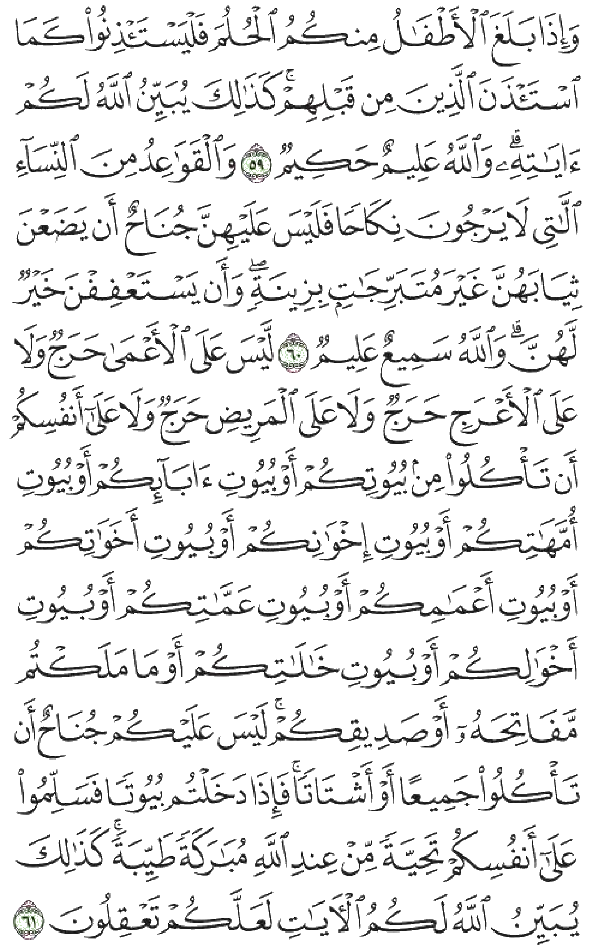 وَإِذَا بَلَغَ ٱلْأَطْفَٰلُ مِنكُمُ ٱلْحُلُمَ فَلْيَسْتَـْٔذِنُوا۟ كَمَا
ٱسْتَـْٔذَنَ ٱلَّذِينَ مِن قَبْلِهِمْ ۚ كَذَٰلِكَ يُبَيِّنُ ٱللَّهُ لَكُمْ
ءَايَٰتِهِۦ ۗ وَٱللَّهُ عَلِيمٌ حَكِيمٌ ٥٩ وَٱلْقَوَٰعِدُ مِنَ ٱلنِّسَآءِ
ٱلَّٰتِى لَا يَرْجُونَ نِكَاحًا فَلَيْسَ عَلَيْهِنَّ جُنَاحٌ أَن يَضَعْنَ
ثِيَابَهُنَّ غَيْرَ مُتَبَرِّجَٰتٍۭ بِزِينَةٍ ۖ وَأَن يَسْتَعْفِفْنَ خَيْرٌ
لَّهُنَّ ۗ وَٱللَّهُ سَمِيعٌ عَلِيمٌ ٦٠ لَّيْسَ عَلَى ٱلْأَعْمَىٰ حَرَجٌ وَلَا
عَلَى ٱلْأَعْرَجِ حَرَجٌ وَلَا عَلَى ٱلْمَرِيضِ حَرَجٌ وَلَا عَلَىٰٓ أَنفُسِكُمْ
أَن تَأْكُلُوا۟ مِنۢ بُيُوتِكُمْ أَوْ بُيُوتِ ءَابَآئِكُمْ أَوْ بُيُوتِ
أُمَّهَٰتِكُمْ أَوْ بُيُوتِ إِخْوَٰنِكُمْ أَوْ بُيُوتِ أَخَوَٰتِكُمْ
أَوْ بُيُوتِ أَعْمَٰمِكُمْ أَوْ بُيُوتِ عَمَّٰتِكُمْ أَوْ بُيُوتِ
أَخْوَٰلِكُمْ أَوْ بُيُوتِ خَٰلَٰتِكُمْ أَوْ مَا مَلَكْتُم
مَّفَاتِحَهُۥٓ أَوْ صَدِيقِكُمْ ۚ لَيْسَ عَلَيْكُمْ جُنَاحٌ أَن
تَأْكُلُوا۟ جَمِيعًا أَوْ أَشْتَاتًا ۚ فَإِذَا دَخَلْتُم بُيُوتًا فَسَلِّمُوا۟
عَلَىٰٓ أَنفُسِكُمْ تَحِيَّةً مِّنْ عِندِ ٱللَّهِ مُبَٰرَكَةً طَيِّبَةً ۚ كَذَٰلِكَ
يُبَيِّنُ ٱللَّهُ لَكُمُ ٱلْءَايَٰتِ لَعَلَّكُمْ تَعْقِلُونَ ٦١